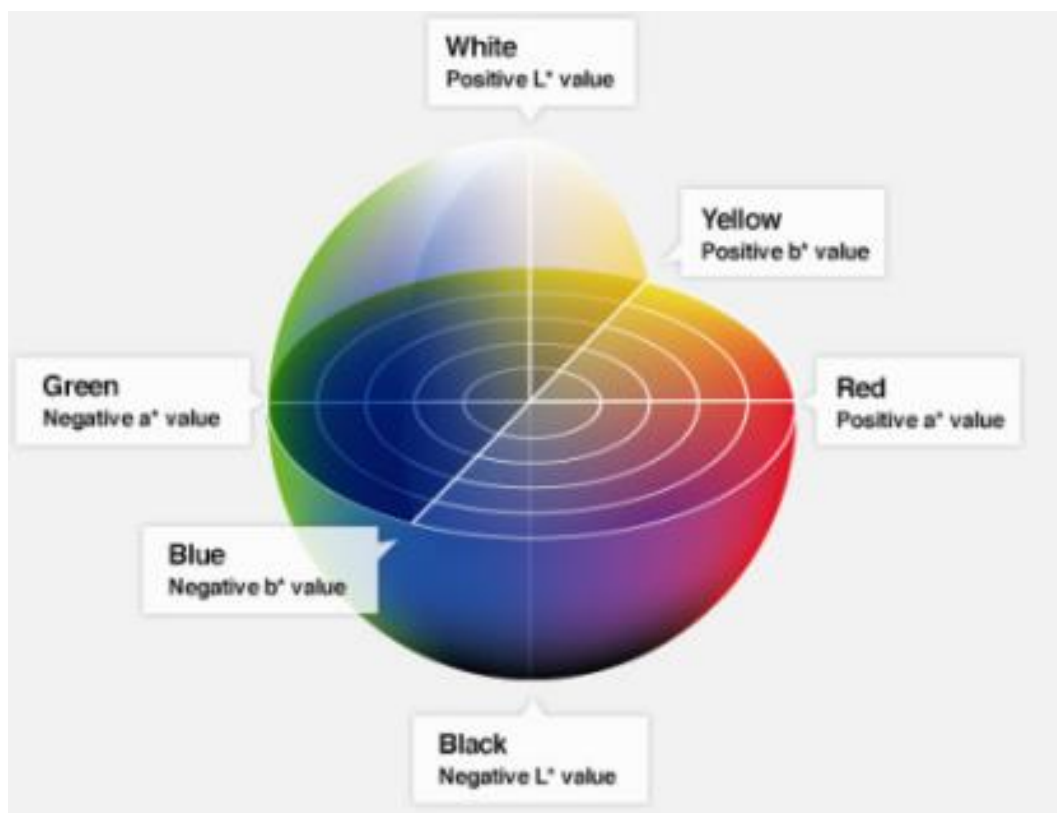 White
Positive L* value
Yellow
Positive b* value
Green
Negative a* value
Red
Positive a* value
Blue
Negative b* value
Black
Negative L* value